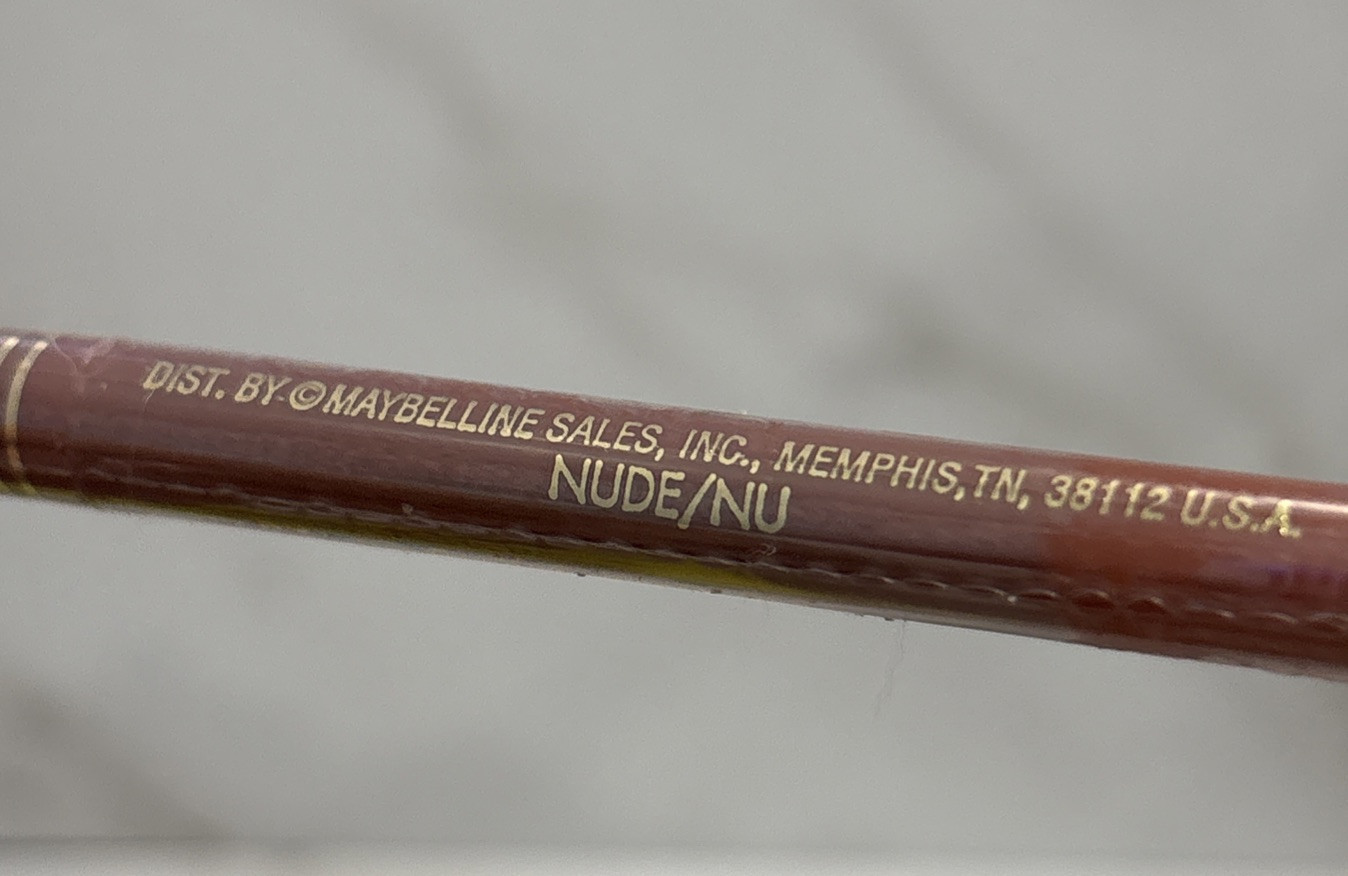 DIST. BY ©MAYBELLINE SALES, INC., MEMPHIS, TN, 38112 U.S.A.
NUDE/NU